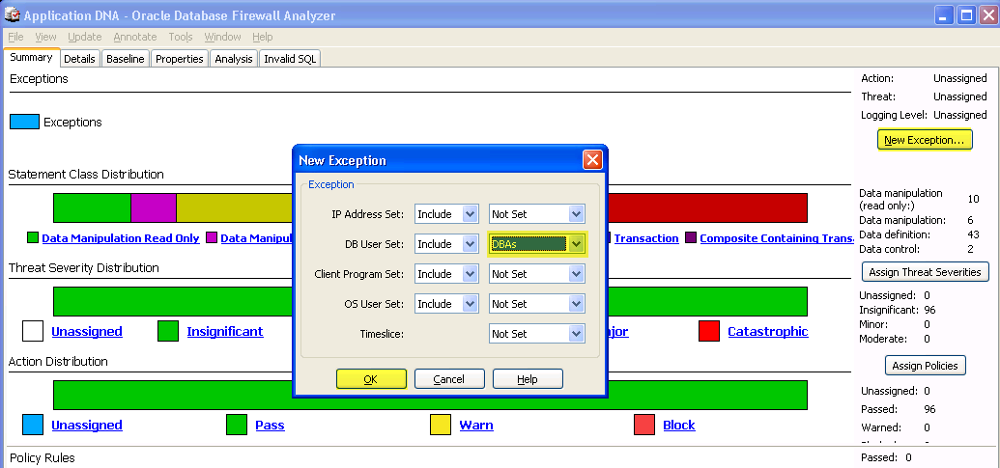 Application DNA - Oracle Database Firewall Analyzer
File View Update Annotate Tools Window Help
Summary Details Baseline Properties Analysis Invalid SQL
Exceptions
Exceptions
Action: Unassigned
Threat: Unassigned
Logging Level: Unassigned
New Exception...
New Exception
Exception
IP Address Set: Include Not Set
DB User Set: Include DBAs
Client Program Set: Include Not Set
OS User Set: Include Not Set
Timeslice: Not Set
OK Cancel Help
Statement Class Distribution
Data Manipulation Read Only Data Manipul Transaction Composite Containing Trans.
Data manipulation
(read only:) 10
Data manipulation: 6
Data definition: 43
Data control: 2
Assign Threat Severities
Threat Severity Distribution
Unassigned Insignificant ajor Catastrophic
Unassigned: 0
Insignificant: 96
Minor: 0
Moderate: 0
Assign Policies
Action Distribution
Unassigned Pass Warn Block
Unassigned: 0
Passed: 96
Warned: 0
Policy Rules
Passed: 0